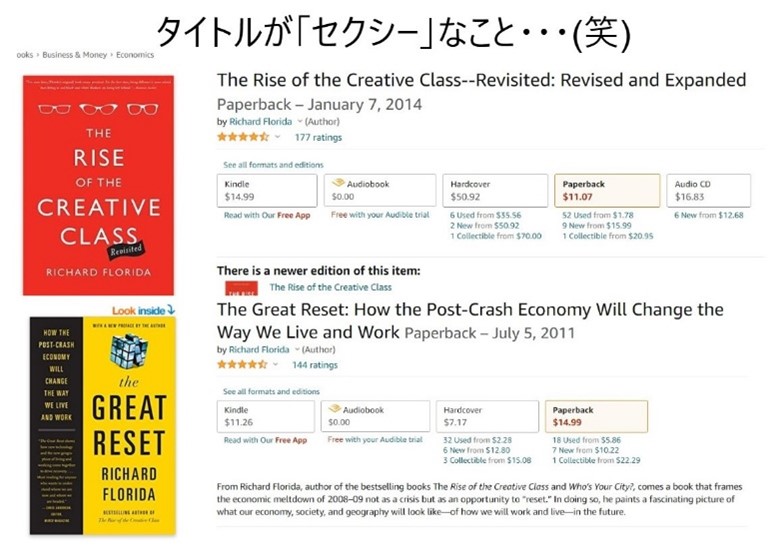 タイトルが「セクシー」なこと・・・(笑)
ooks › Business & Money › Economics
THE
RISE
OF THE
CREATIVE
CLASS
Revisited
RICHARD FLORIDA
The Rise of the Creative Class--Revisited: Revised and Expanded
Paperback – January 7, 2014
by Richard Florida (Author)
177 ratings
See all formats and editions
Kindle
$14.99
Read with Our Free App
Audiobook
$0.00
Free with your Audible trial
Hardcover
$50.92
6 Used from $35.56
2 New from $50.92
1 Collectible from $70.00
Paperback
$11.07
52 Used from $1.78
9 New from $15.99
1 Collectible from $20.95
Audio CD
$16.83
6 New from $12.68
There is a newer edition of this item:
The Rise of the Creative Class
Look inside
HOW THE
POST-CRASH
ECONOMY
WILL
CHANGE
THE WAY
WE LIVE
AND WORK
WITH A NEW PREFACE BY THE AUTHOR
the
GREAT
RESET
RICHARD
FLORIDA
BESTSELLING AUTHOR OF
The Rise of the Creative Class
The Great Reset: How the Post-Crash Economy Will Change the
Way We Live and Work Paperback – July 5, 2011
by Richard Florida (Author)
144 ratings
See all formats and editions
Kindle
$11.26
Read with Our Free App
Audiobook
$0.00
Free with your Audible trial
Hardcover
$7.17
32 Used from $2.28
6 New from $12.80
3 Collectible from $15.08
Paperback
$14.99
18 Used from $5.86
7 New from $10.22
1 Collectible from $22.29
From Richard Florida, author of the bestselling books The Rise of the Creative Class and Who's Your City?, comes a book that frames
the economic meltdown of 2008–09 not as a crisis but as an opportunity to "reset." In doing so, he paints a fascinating picture of
what our economy, society, and geography will look like—of how we will work and live—in the future.